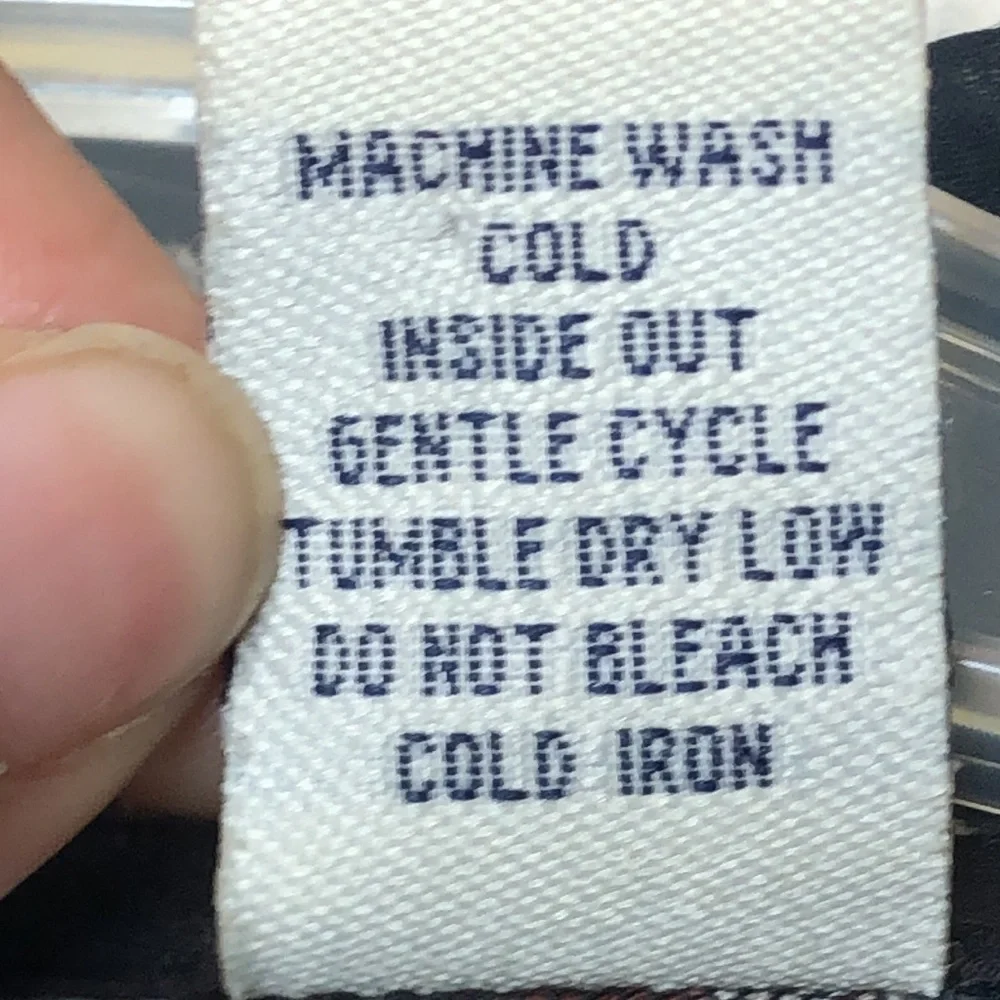 MACHINE WASH
COLD
INSIDE OUT
GENTLE CYCLE
TUMBLE DRY LOW
DO NOT BLEACH
COLD IRON